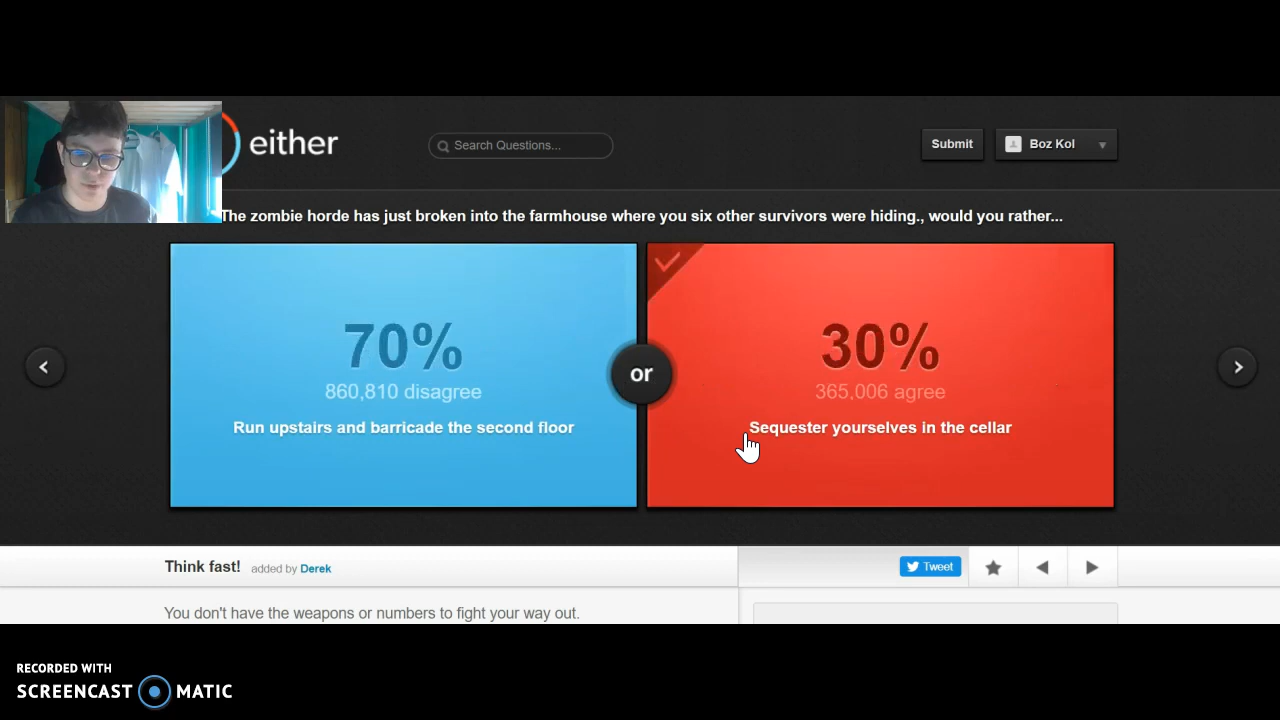 either
Search Questions...
Submit
Boz Kol
The zombie horde has just broken into the farmhouse where you six other survivors were hiding., would you rather...
70%
860,810 disagree
Run upstairs and barricade the second floor
or
30%
365,006 agree
Sequester yourselves in the cellar
Think fast! added by Derek
Tweet
You don't have the weapons or numbers to fight your way out.
RECORDED WITH
SCREENCAST MATIC